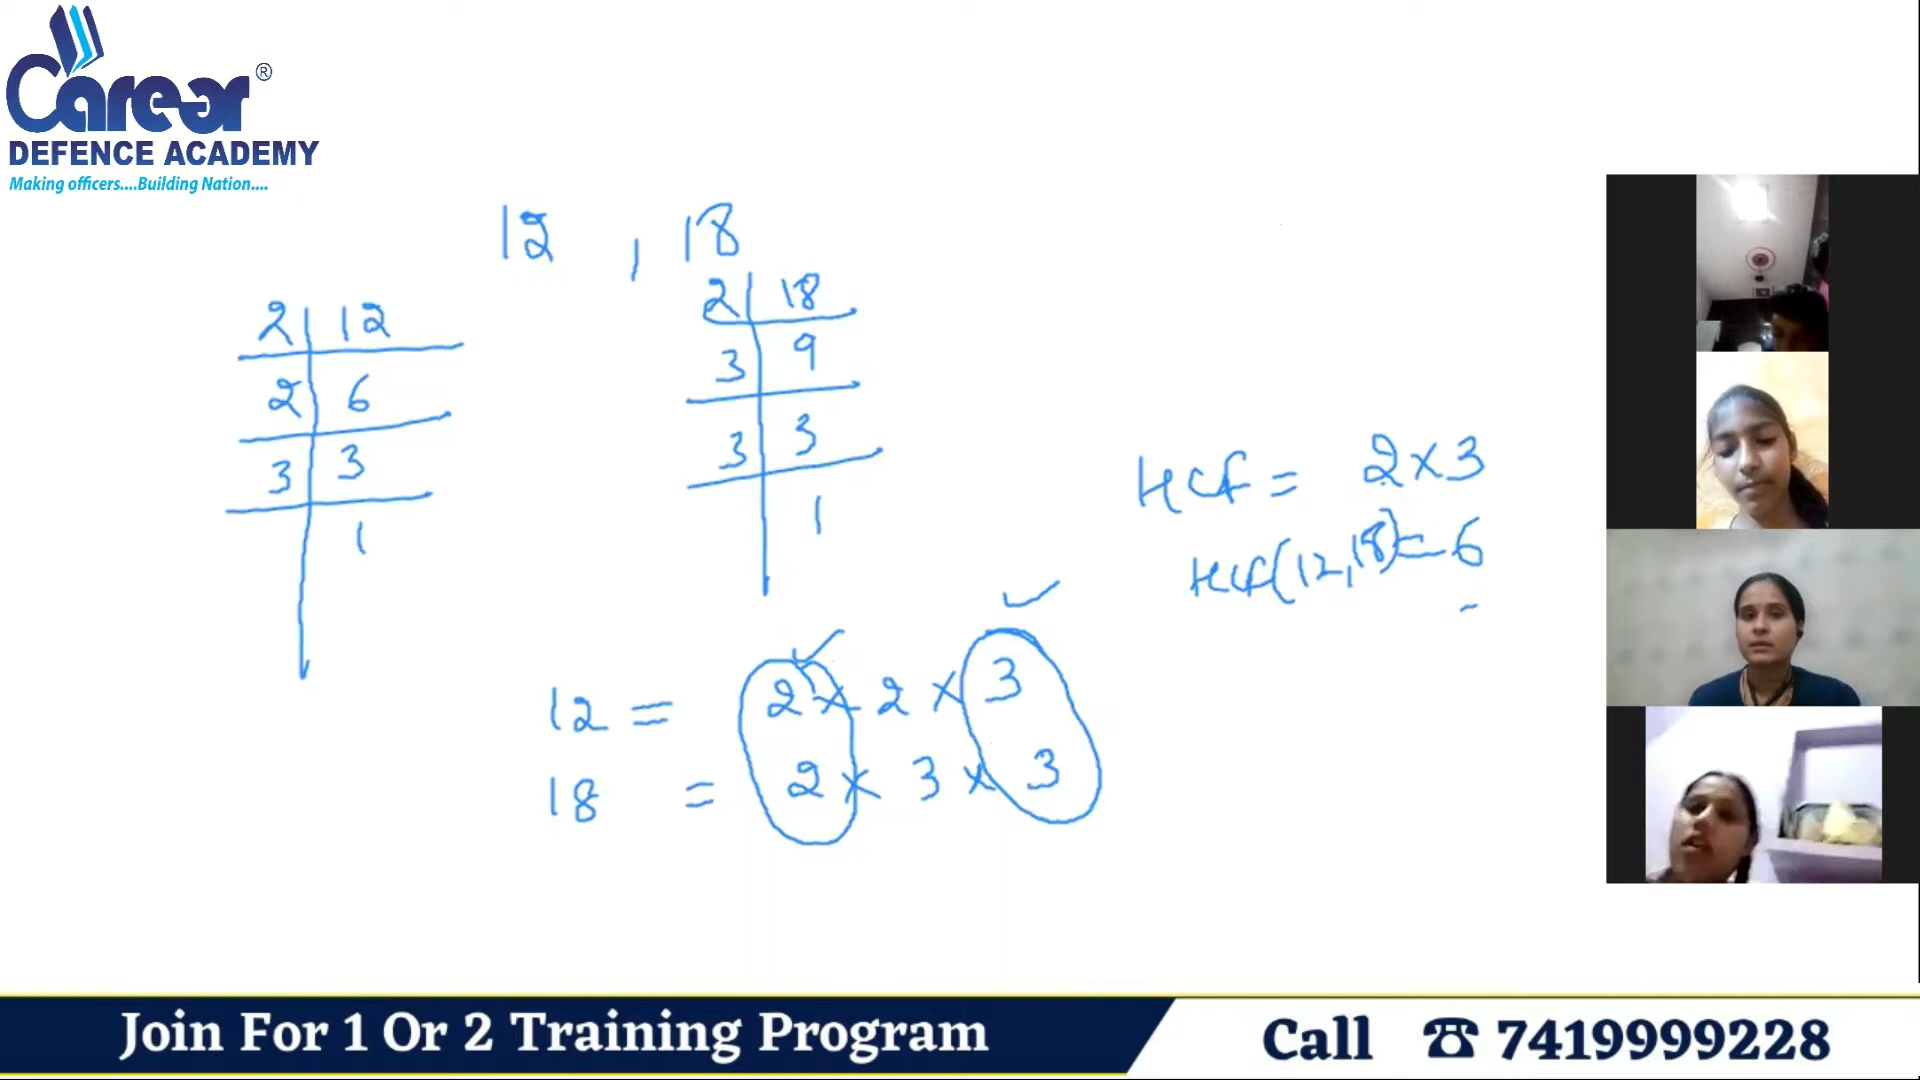 Carear®
DEFENCE ACADEMY
Making officers....Building Nation....
12 , 18
2 | 12
2 | 6
3 | 3
1
2 | 18
3 | 9
3 | 3
1
HCF = 2 × 3
HCF(12,18) = 6
12 = 2 × 2 × 3
18 = 2 × 3 × 3
Join For 1 Or 2 Training Program
Call ☎ 7419999228